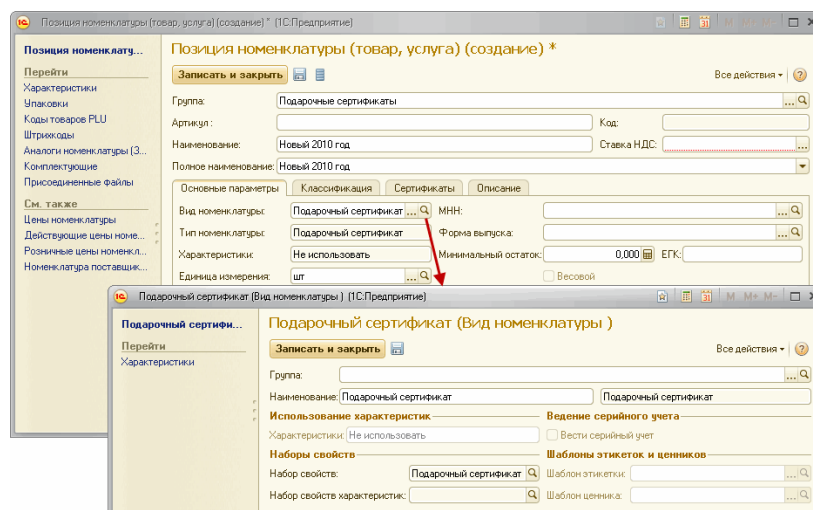 Позиция номенклатуры (товар, услуга) (создание) * (1С:Предприятие)
M M+ M-
Позиция номенклату...
Позиция номенклатуры (товар, услуга) (создание) *
Перейти
Записать и закрыть
Все действия
Характеристики
Упаковки
Группа: Подарочные сертификаты
Коды товаров PLU
Артикул: Код:
Штрихкоды
Аналоги номенклатуры (З...
Наименование: Новый 2010 год Ставка НДС:
Комплектующие
Полное наименование: Новый 2010 год
Присоединенные файлы
Основные параметры Классификация Сертификаты Описание
См. также
Вид номенклатуры: Подарочный сертификат ... МНН: ...
Цены номенклатуры
Действующие цены номе...
Тип номенклатуры: Подарочный сертификат Форма выпуска: ...
Розничные цены номенкл...
Характеристики: Не использовать Минимальный остаток: 0,000 ЕГК:
Номенклатура поставщик...
Единица измерения: шт ... Весовой
Подарочный сертификат (Вид номенклатуры ) (1С:Предприятие)
M M+ M-
Подарочный сертифи...
Подарочный сертификат (Вид номенклатуры )
Перейти
Записать и закрыть
Все действия
Характеристики
Группа: ...
Наименование: Подарочный сертификат Подарочный сертификат
Использование характеристик Ведение серийного учета
Характеристики: Не использовать Вести серийный учет
Наборы свойств Шаблоны этикеток и ценников
Набор свойств: Подарочный сертификат Шаблон этикетки: ...
Набор свойств характеристик: Шаблон ценника: ...